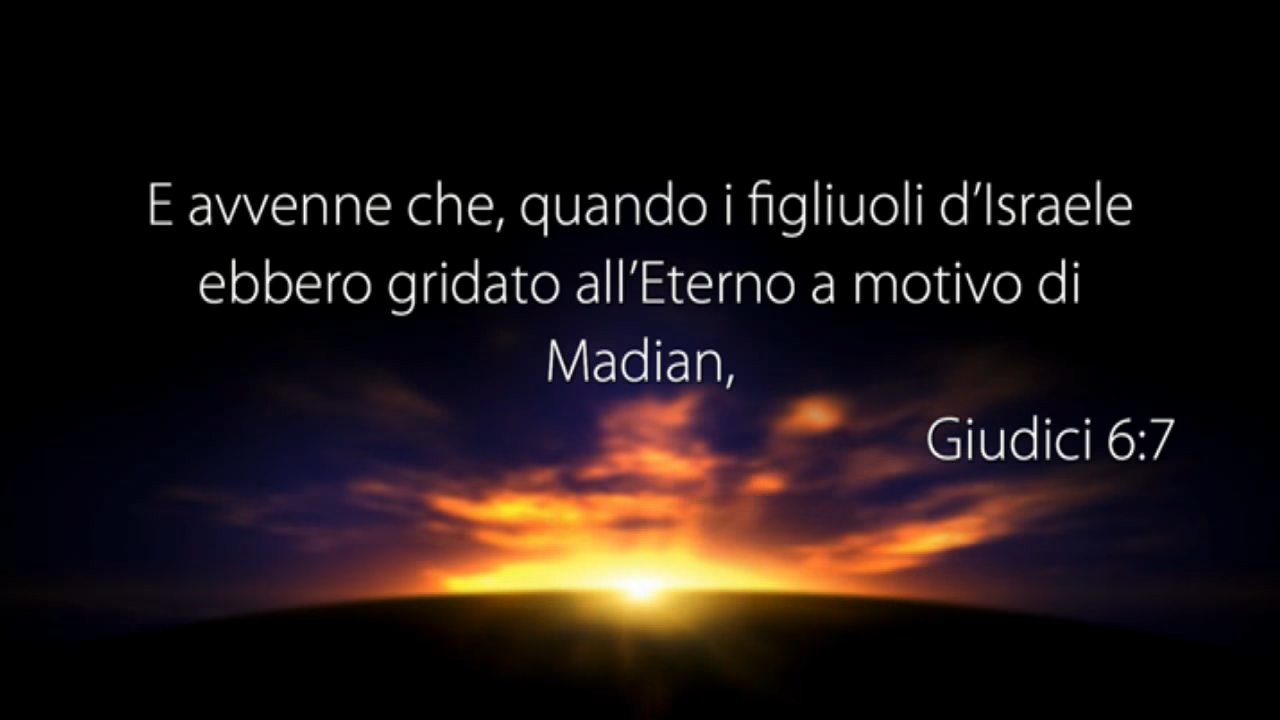 E avvenne che, quando i figliuoli d’Israele
ebbero gridato all’Eterno a motivo di
Madian,
Giudici 6:7